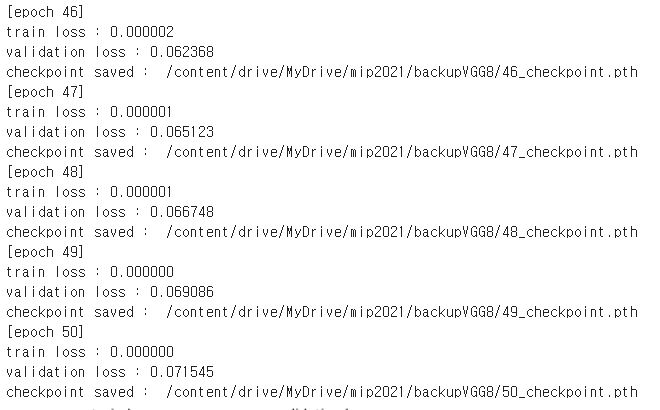 [epoch 46]
train loss : 0.000002
validation loss : 0.062368
checkpoint saved :  /content/drive/MyDrive/mip2021/backupVGG8/46_checkpoint.pth
[epoch 47]
train loss : 0.000001
validation loss : 0.065123
checkpoint saved :  /content/drive/MyDrive/mip2021/backupVGG8/47_checkpoint.pth
[epoch 48]
train loss : 0.000001
validation loss : 0.066748
checkpoint saved :  /content/drive/MyDrive/mip2021/backupVGG8/48_checkpoint.pth
[epoch 49]
train loss : 0.000000
validation loss : 0.069086
checkpoint saved :  /content/drive/MyDrive/mip2021/backupVGG8/49_checkpoint.pth
[epoch 50]
train loss : 0.000000
validation loss : 0.071545
checkpoint saved :  /content/drive/MyDrive/mip2021/backupVGG8/50_checkpoint.pth